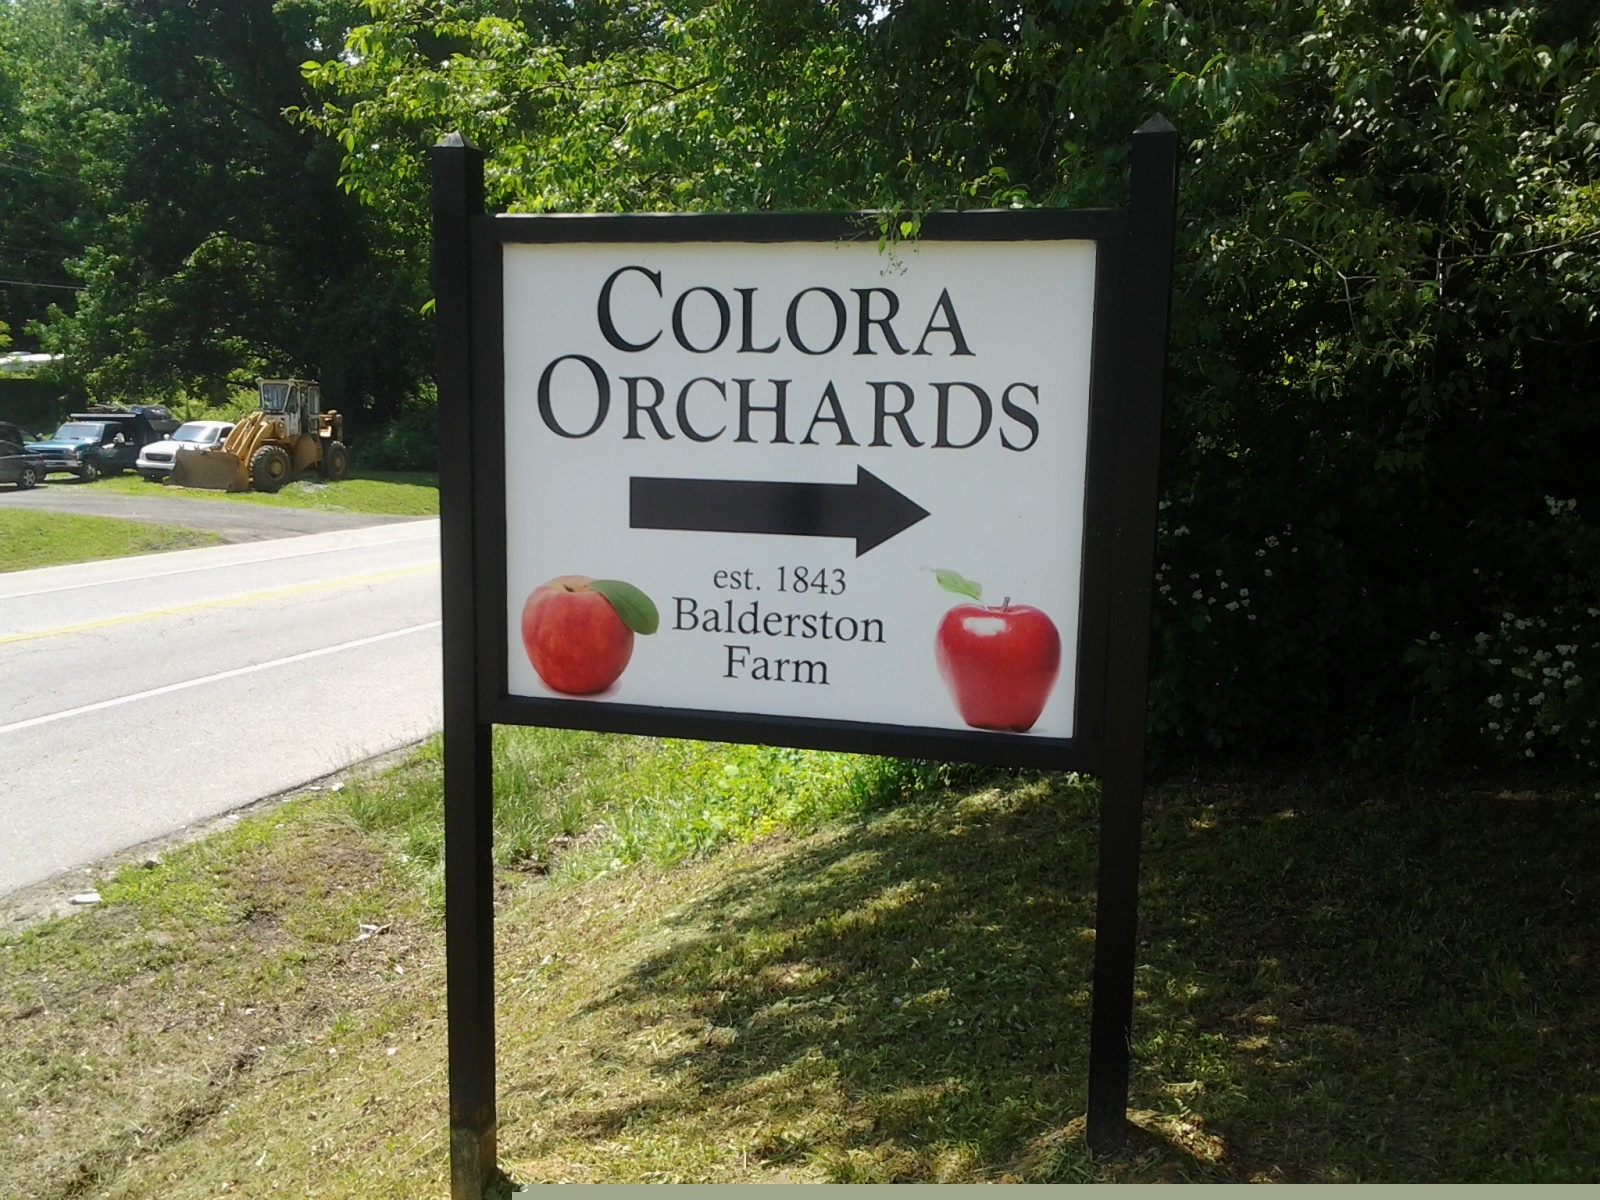 COLORA
ORCHARDS
est. 1843
Balderston
Farm